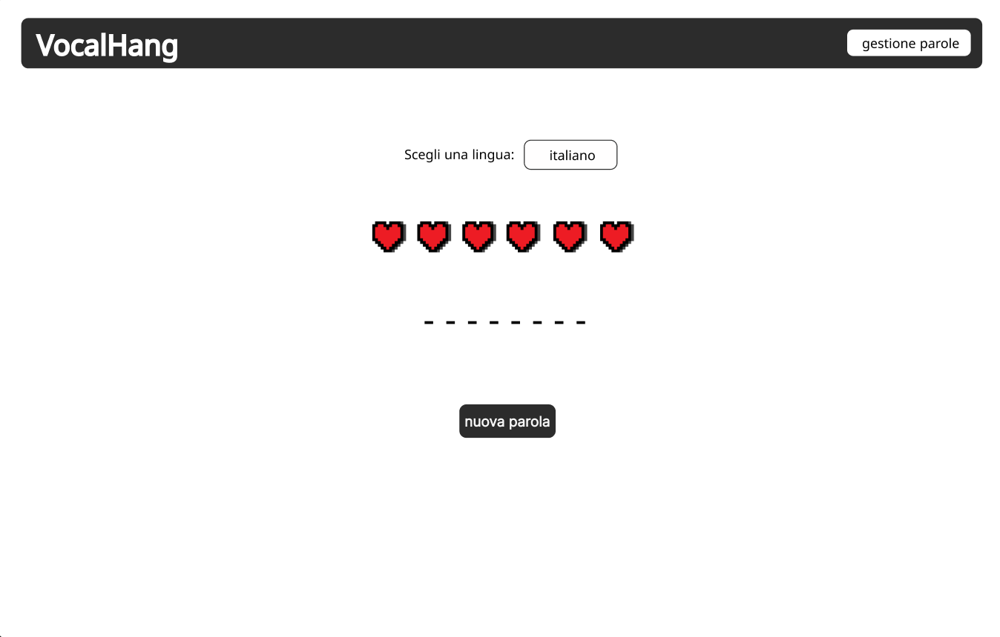 VocalHang
gestione parole
Scegli una lingua: italiano
- - - - - - - -
nuova parola